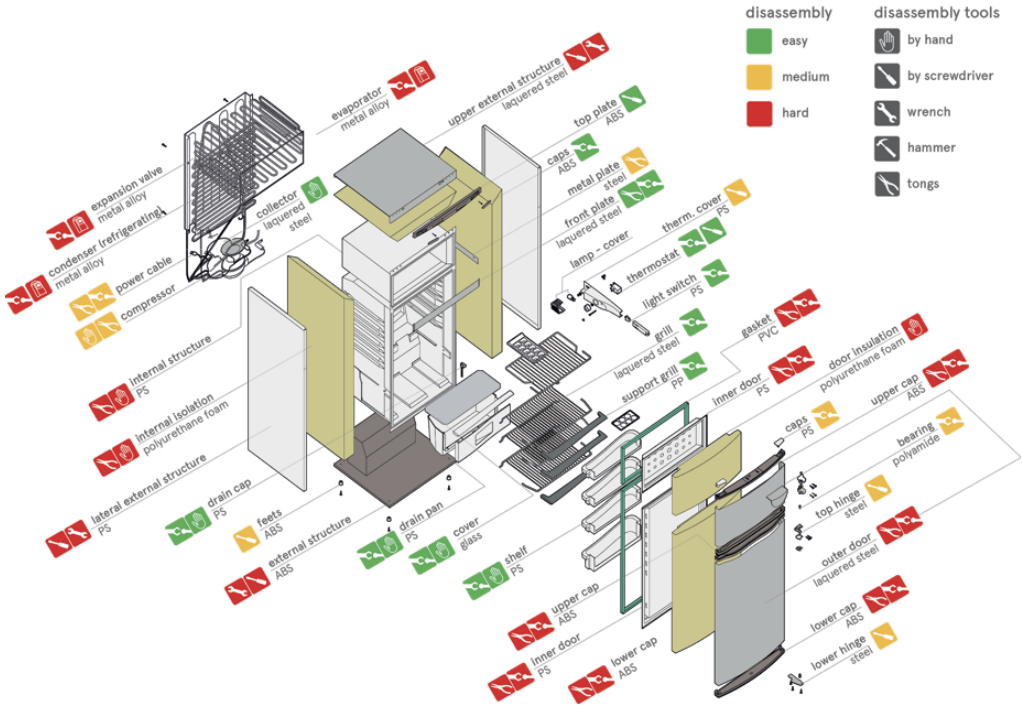 disassembly
easy
medium
hard
disassembly tools
by hand
by screwdriver
wrench
hammer
tongs
evaporator
metal alloy
upper external structure
laquered steel
top plate
ABS
caps
ABS
metal plate
steel
front plate
laquered steel
therm. cover
PS
lamp - cover
thermostat
light switch
PS
grill
laquered steel
support grill
PP
gasket
PVC
inner door
PS
door insulation
polyurethane foam
upper cap
ABS
caps
PS
bearing
polyamide
top hinge
steel
outer door
laquered steel
lower cap
ABS
lower hinge
steel
expansion valve
metal alloy
condenser (refrigerating)
metal alloy
collector
laquered
steel
power cable
compressor
internal structure
PS
internal isolation
polyurethane foam
lateral external structure
PS
drain cap
PS
feets
ABS
external structure
ABS
drain pan
PS
cover
glass
shelf
PS
upper cap
ABS
inner door
PS
lower cap
ABS